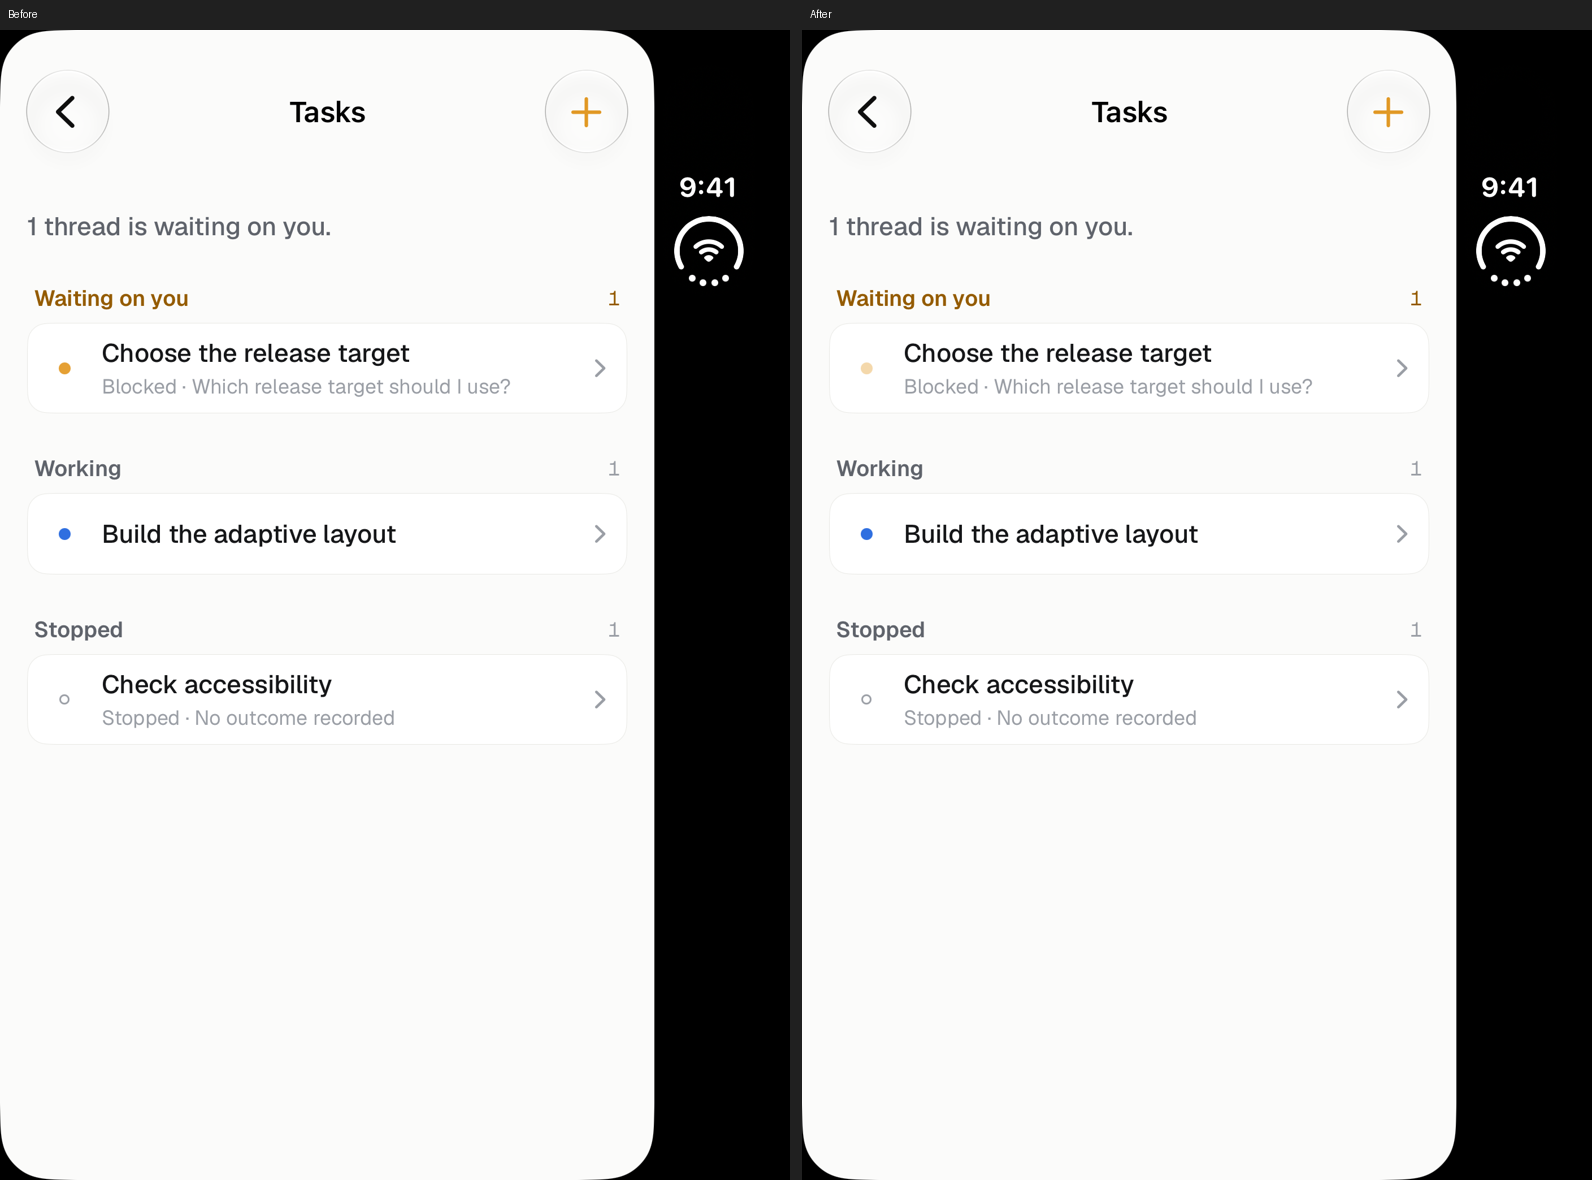 Before
Tasks
9:41
1 thread is waiting on you.
Waiting on you 1
Choose the release target
Blocked · Which release target should I use?
Working 1
Build the adaptive layout
Stopped 1
Check accessibility
Stopped · No outcome recorded
After
Tasks
9:41
1 thread is waiting on you.
Waiting on you 1
Choose the release target
Blocked · Which release target should I use?
Working 1
Build the adaptive layout
Stopped 1
Check accessibility
Stopped · No outcome recorded